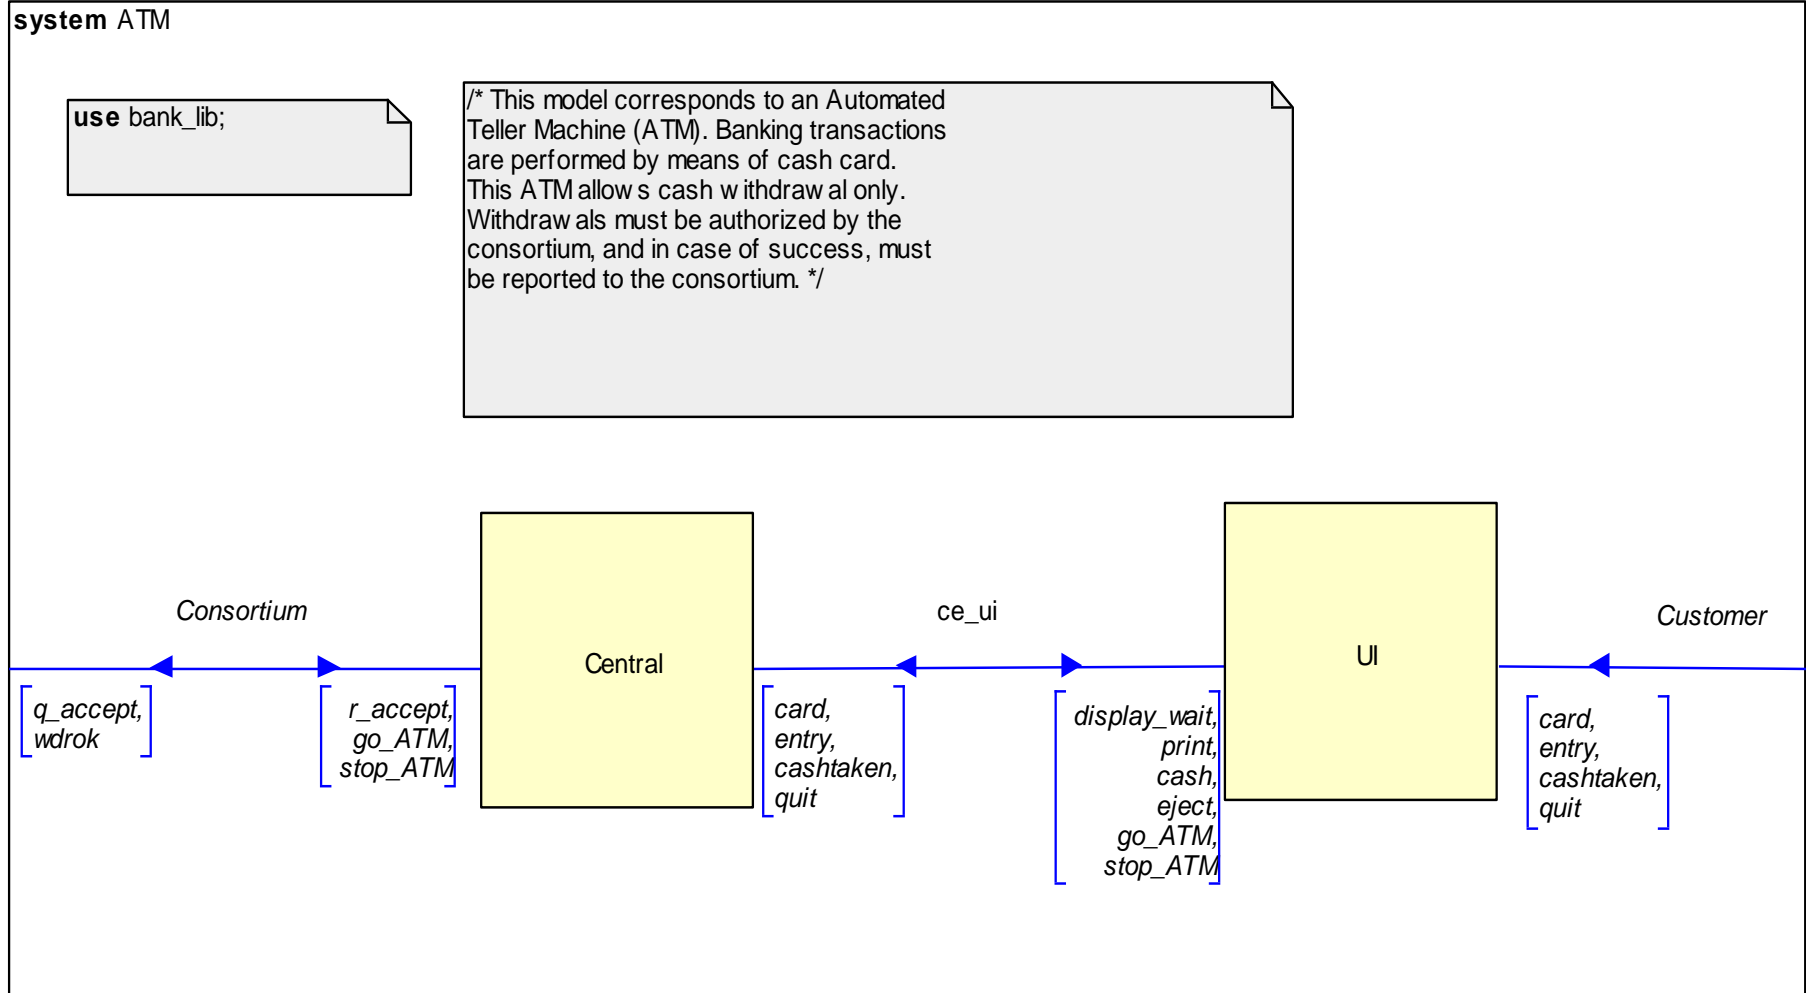 system ATM
use bank_lib;
/* This model corresponds to an Automated
Teller Machine (ATM). Banking transactions
are performed by means of cash card.
This ATM allows cash withdrawal only.
Withdrawals must be authorized by the
consortium, and in case of success, must
be reported to the consortium. */
Consortium
q_accept,
wdrok
r_accept,
go_ATM,
stop_ATM
Central
ce_ui
card,
entry,
cashtaken,
quit
display_wait,
print,
cash,
eject,
go_ATM,
stop_ATM
UI
Customer
card,
entry,
cashtaken,
quit